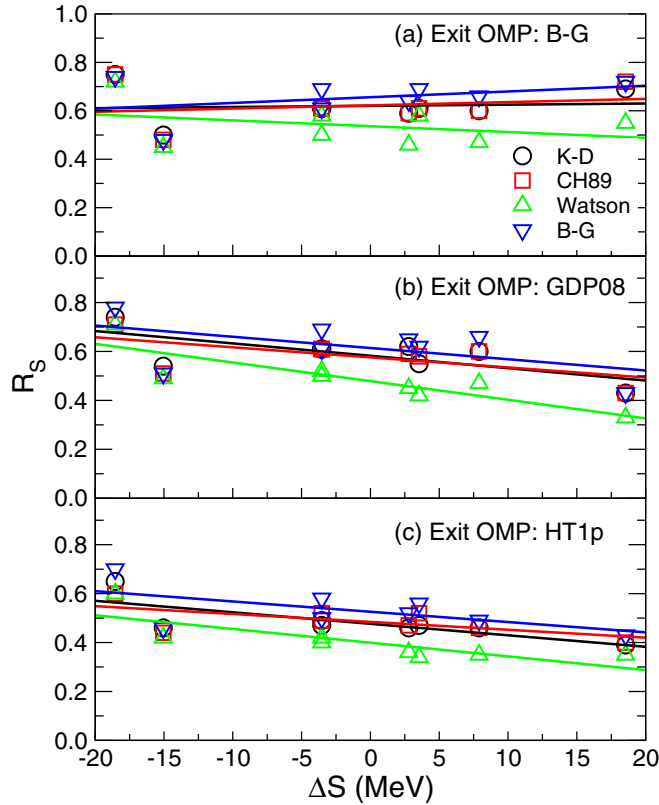 (a) Exit OMP: B-G
1.0
0.8
0.6
0.4
0.2
0.0
K-D
CH89
Watson
B-G
(b) Exit OMP: GDP08
0.8
0.6
0.4
0.2
0.0
R_S
(c) Exit OMP: HT1p
0.8
0.6
0.4
0.2
0.0
-20 -15 -10 -5 0 5 10 15 20
ΔS (MeV)